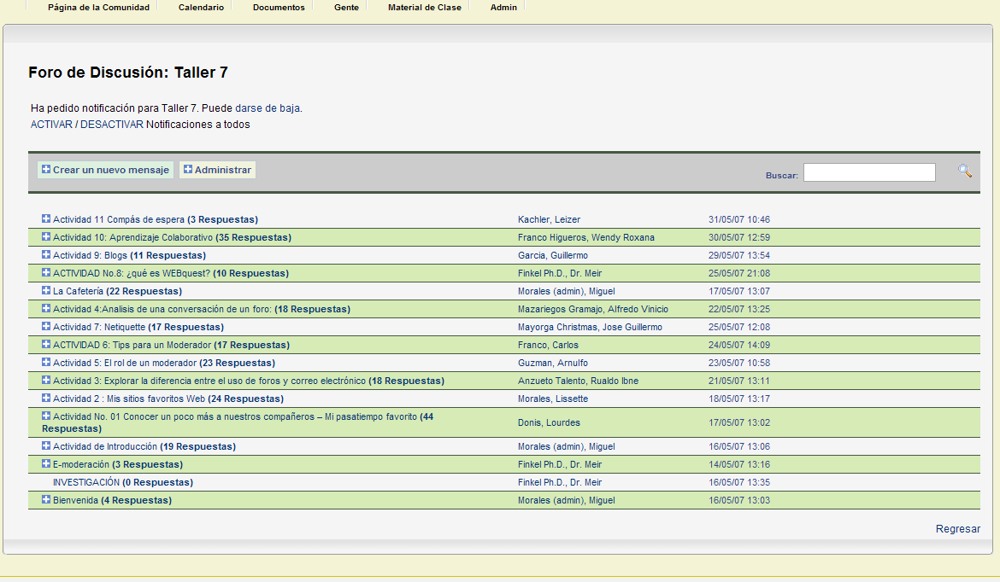 Página de la Comunidad Calendario Documentos Gente Material de Clase Admin
Foro de Discusión: Taller 7
Ha pedido notificación para Taller 7. Puede darse de baja.
ACTIVAR / DESACTIVAR Notificaciones a todos
Crear un nuevo mensaje Administrar Buscar:
Actividad 11 Compás de espera (3 Respuestas) Kachler, Leizer 31/05/07 10:46
Actividad 10: Aprendizaje Colaborativo (35 Respuestas) Franco Higueros, Wendy Roxana 30/05/07 12:59
Actividad 9: Blogs (11 Respuestas) Garcia, Guillermo 29/05/07 13:54
ACTIVIDAD No.8: ¿qué es WEBquest? (10 Respuestas) Finkel Ph.D., Dr. Meir 25/05/07 21:08
La Cafetería (22 Respuestas) Morales (admin), Miguel 17/05/07 13:07
Actividad 4:Analisis de una conversación de un foro: (18 Respuestas) Mazariegos Gramajo, Alfredo Vinicio 22/05/07 13:25
Actividad 7: Netiquette (17 Respuestas) Mayorga Christmas, Jose Guillermo 25/05/07 12:08
ACTIVIDAD 6: Tips para un Moderador (17 Respuestas) Franco, Carlos 24/05/07 14:09
Actividad 5: El rol de un moderador (23 Respuestas) Guzman, Arnulfo 23/05/07 10:58
Actividad 3: Explorar la diferencia entre el uso de foros y correo electrónico (18 Respuestas) Anzueto Talento, Rualdo Ibne 21/05/07 13:11
Actividad 2 : Mis sitios favoritos Web (24 Respuestas) Morales, Lissette 18/05/07 13:17
Actividad No. 01 Conocer un poco más a nuestros compañeros – Mi pasatiempo favorito (44
Respuestas) Donis, Lourdes 17/05/07 13:02
Actividad de Introducción (19 Respuestas) Morales (admin), Miguel 16/05/07 13:06
E-moderación (3 Respuestas) Finkel Ph.D., Dr. Meir 14/05/07 13:16
INVESTIGACIÓN (0 Respuestas) Finkel Ph.D., Dr. Meir 16/05/07 13:35
Bienvenida (4 Respuestas) Morales (admin), Miguel 16/05/07 13:03
Regresar